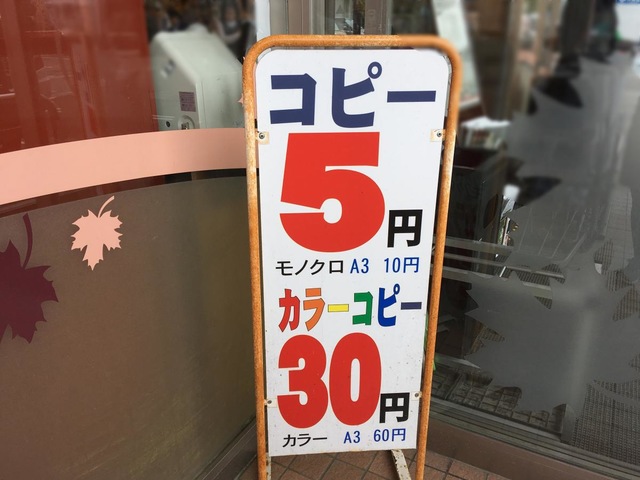 コピー
5円
モノクロ A3 10円
カラーコピー
30円
カラー A3 60円